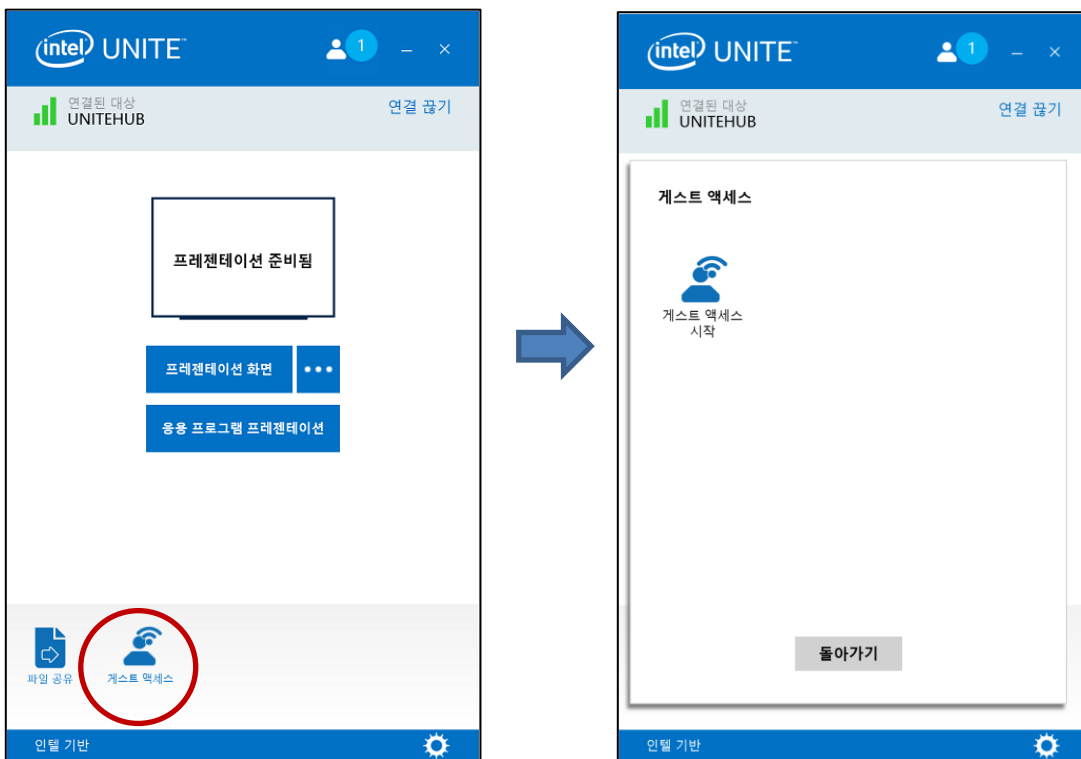 intel UNITE™
1
연결된 대상
UNITEHUB
연결 끊기
프레젠테이션 준비됨
프레젠테이션 화면
응용 프로그램 프레젠테이션
파일 공유
게스트 액세스
인텔 기반
intel UNITE™
1
연결된 대상
UNITEHUB
연결 끊기
게스트 액세스
게스트 액세스
시작
돌아가기
인텔 기반